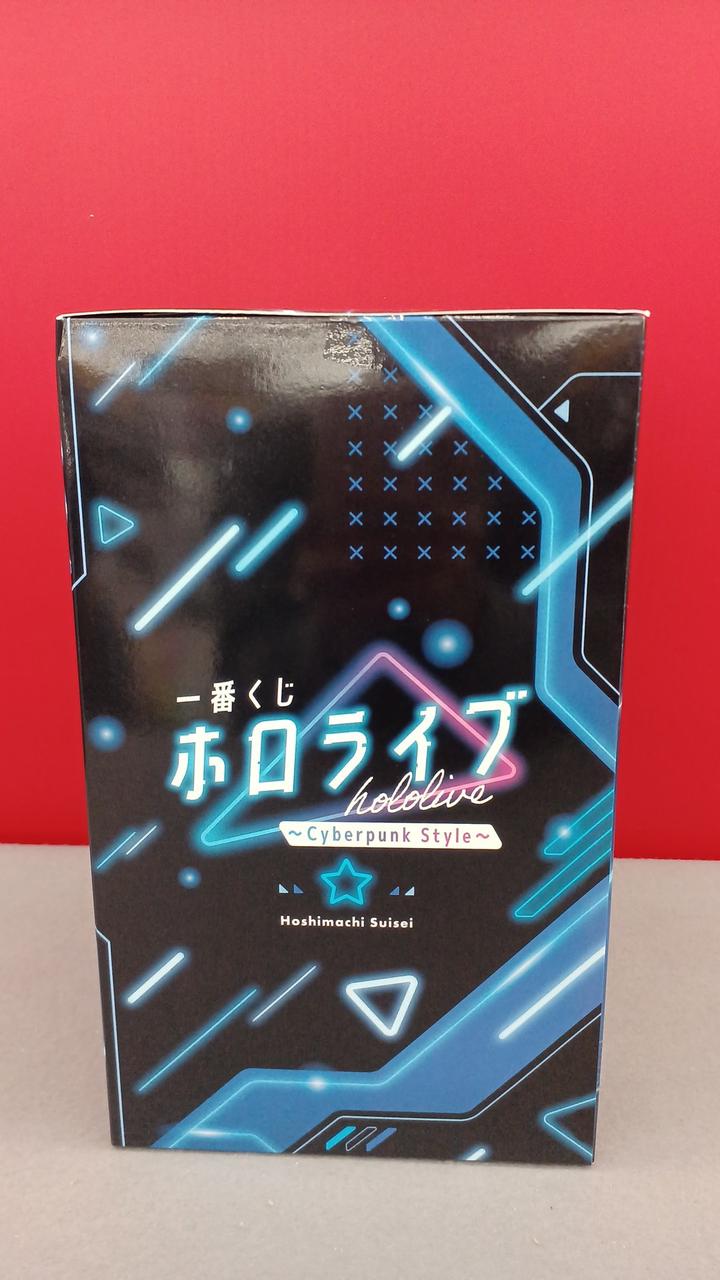 一番くじ
ホロライブ
hololive
~Cyberpunk Style~
Hoshimachi Suisei